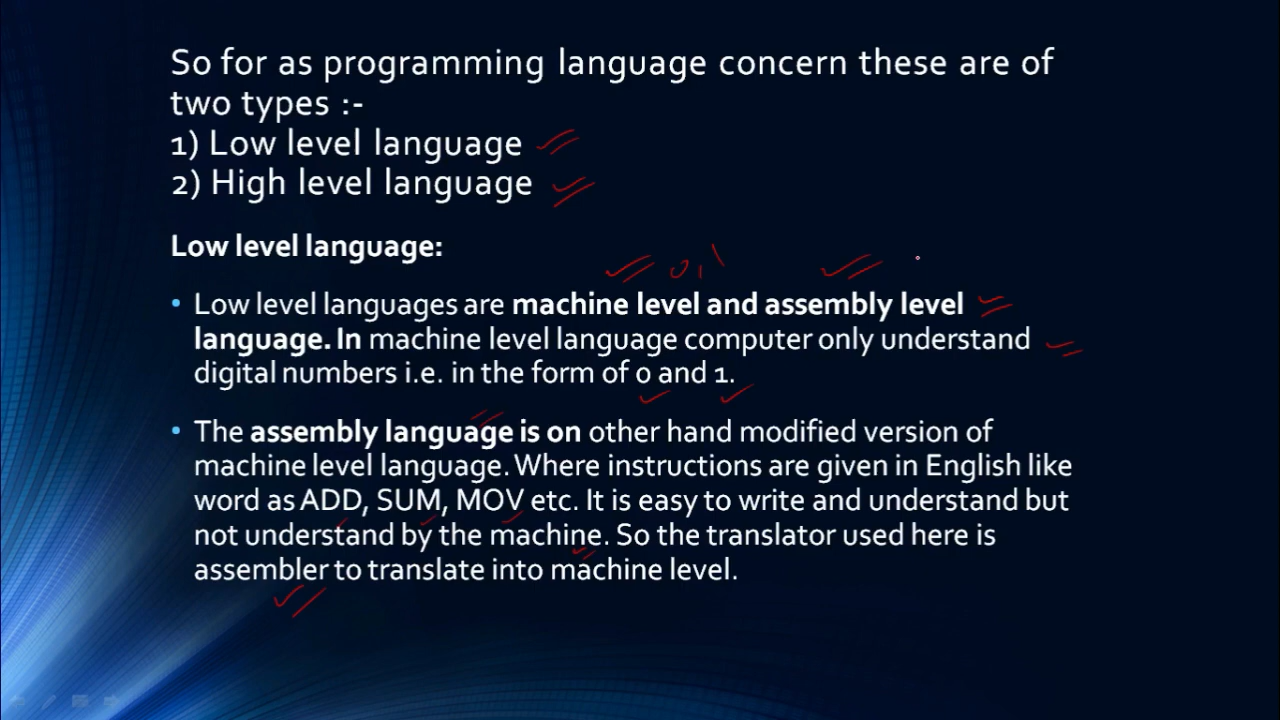 So for as programming language concern these are of
two types :-
1) Low level language
2) High level language
Low level language:
0, 1
• Low level languages are machine level and assembly level
language. In machine level language computer only understand
digital numbers i.e. in the form of 0 and 1.
• The assembly language is on other hand modified version of
machine level language. Where instructions are given in English like
word as ADD, SUM, MOV etc. It is easy to write and understand but
not understand by the machine. So the translator used here is
assembler to translate into machine level.